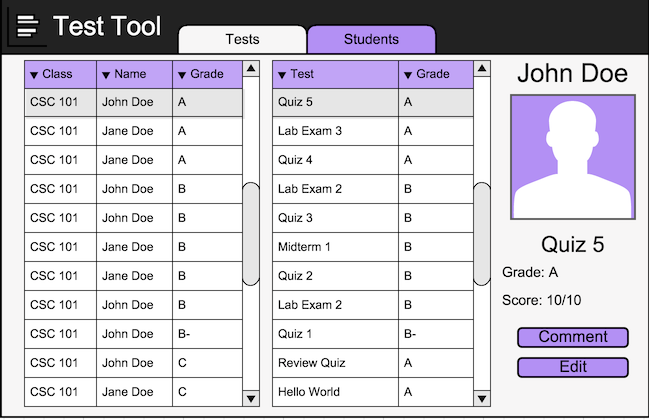 Test Tool
Tests
Students
Class Name Grade
CSC 101 John Doe A
CSC 101 Jane Doe A
CSC 101 Jane Doe A
CSC 101 John Doe B
CSC 101 John Doe B
CSC 101 Jane Doe B
CSC 101 Jane Doe B
CSC 101 John Doe B
CSC 101 John Doe B-
CSC 101 John Doe C
CSC 101 Jane Doe C
Test Grade
Quiz 5 A
Lab Exam 3 A
Quiz 4 A
Lab Exam 2 B
Quiz 3 B
Midterm 1 B
Quiz 2 B
Lab Exam 2 B
Quiz 1 B-
Review Quiz A
Hello World A
John Doe
Quiz 5
Grade: A
Score: 10/10
Comment
Edit